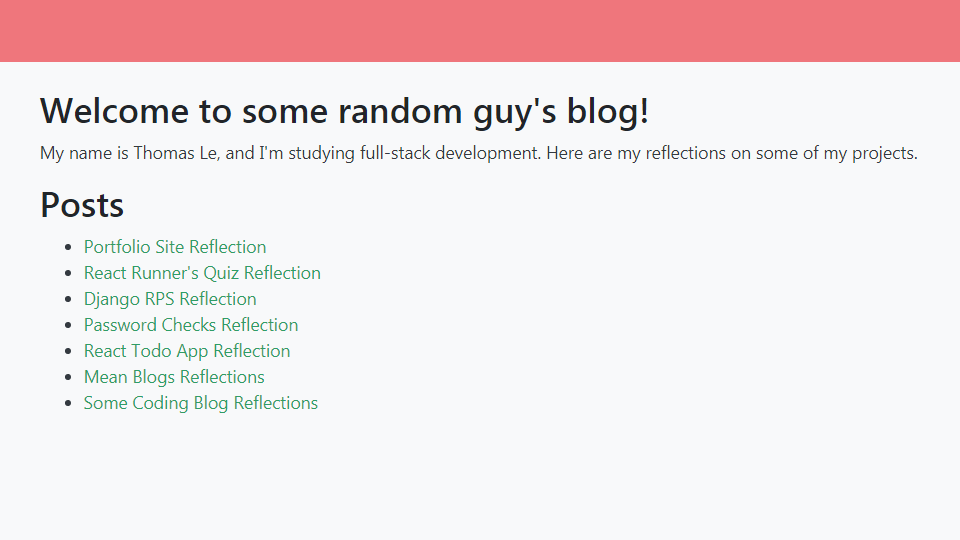 Welcome to some random guy's blog!
My name is Thomas Le, and I'm studying full-stack development. Here are my reflections on some of my projects.
Posts
Portfolio Site Reflection
React Runner's Quiz Reflection
Django RPS Reflection
Password Checks Reflection
React Todo App Reflection
Mean Blogs Reflections
Some Coding Blog Reflections